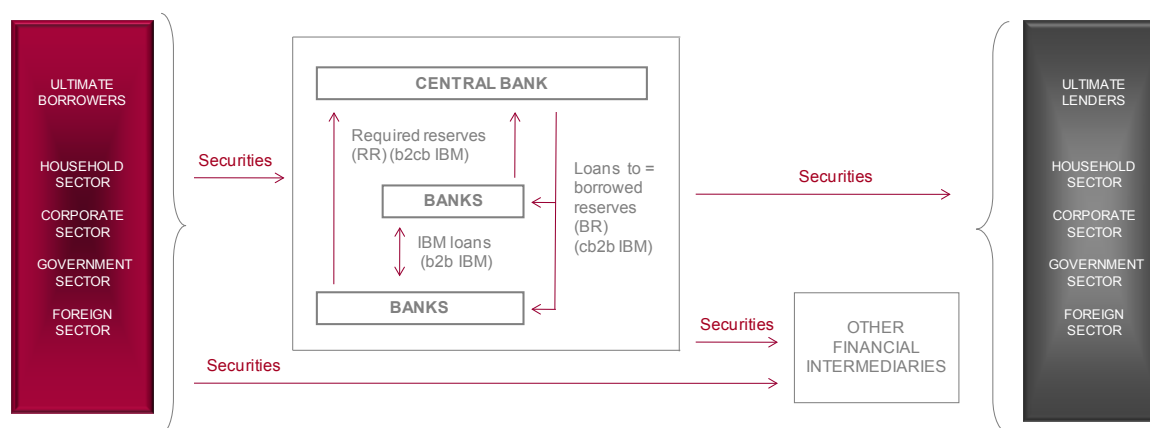 ULTIMATE
BORROWERS
HOUSEHOLD
SECTOR
CORPORATE
SECTOR
GOVERNMENT
SECTOR
FOREIGN
SECTOR
Securities
Securities
CENTRAL BANK
Required reserves
(RR) (b2cb IBM)
BANKS
IBM loans
(b2b IBM)
BANKS
Loans to =
borrowed
reserves
(BR)
(cb2b IBM)
Securities
Securities
OTHER
FINANCIAL
INTERMEDIARIES
ULTIMATE
LENDERS
HOUSEHOLD
SECTOR
CORPORATE
SECTOR
GOVERNMENT
SECTOR
FOREIGN
SECTOR